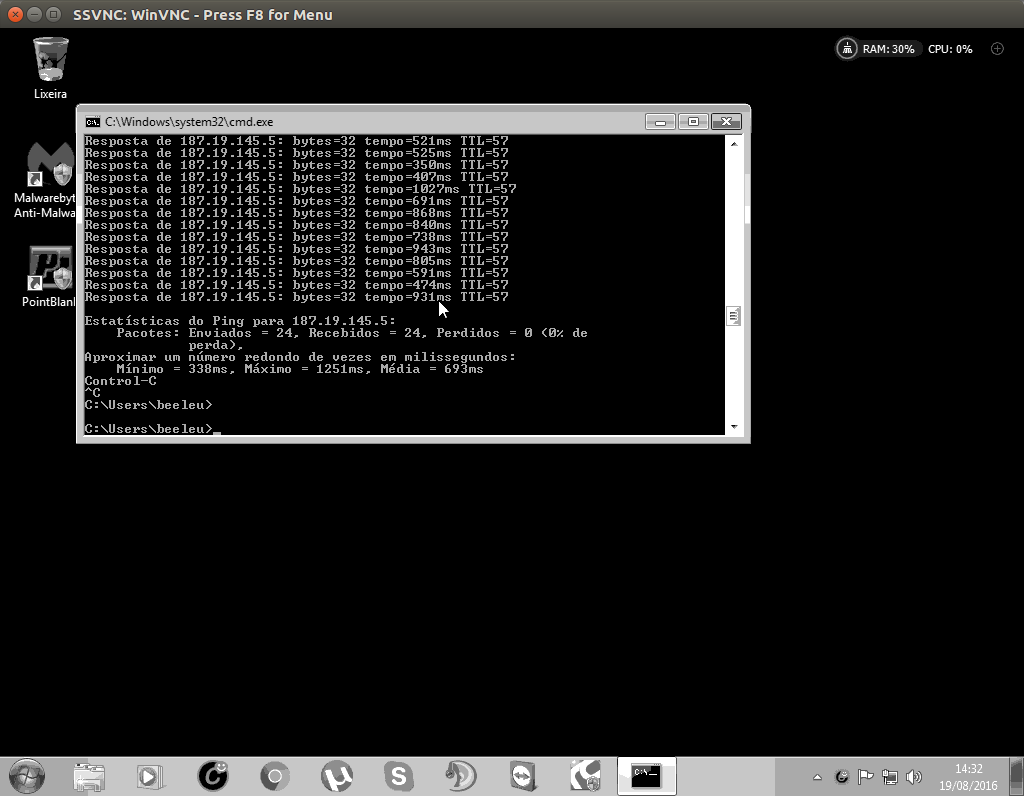 SSVNC: WinVNC - Press F8 for Menu
RAM: 30% CPU: 0%
Lixeira
C:\Windows\system32\cmd.exe
Resposta de 187.19.145.5: bytes=32 tempo=521ms TTL=57
Resposta de 187.19.145.5: bytes=32 tempo=525ms TTL=57
Resposta de 187.19.145.5: bytes=32 tempo=350ms TTL=57
Resposta de 187.19.145.5: bytes=32 tempo=407ms TTL=57
Resposta de 187.19.145.5: bytes=32 tempo=1027ms TTL=57
Resposta de 187.19.145.5: bytes=32 tempo=691ms TTL=57
Resposta de 187.19.145.5: bytes=32 tempo=868ms TTL=57
Resposta de 187.19.145.5: bytes=32 tempo=840ms TTL=57
Resposta de 187.19.145.5: bytes=32 tempo=738ms TTL=57
Resposta de 187.19.145.5: bytes=32 tempo=943ms TTL=57
Resposta de 187.19.145.5: bytes=32 tempo=805ms TTL=57
Resposta de 187.19.145.5: bytes=32 tempo=591ms TTL=57
Resposta de 187.19.145.5: bytes=32 tempo=474ms TTL=57
Resposta de 187.19.145.5: bytes=32 tempo=931ms TTL=57
Estatísticas do Ping para 187.19.145.5:
Pacotes: Enviados = 24, Recebidos = 24, Perdidos = 0 (0% de
perda),
Aproximar um número redondo de vezes em milissegundos:
Mínimo = 338ms, Máximo = 1251ms, Média = 693ms
Control-C
^C
C:\Users\beeleu>
C:\Users\beeleu>_
Malwareby
Anti-Malwa
PointBlan
14:32
19/08/2016